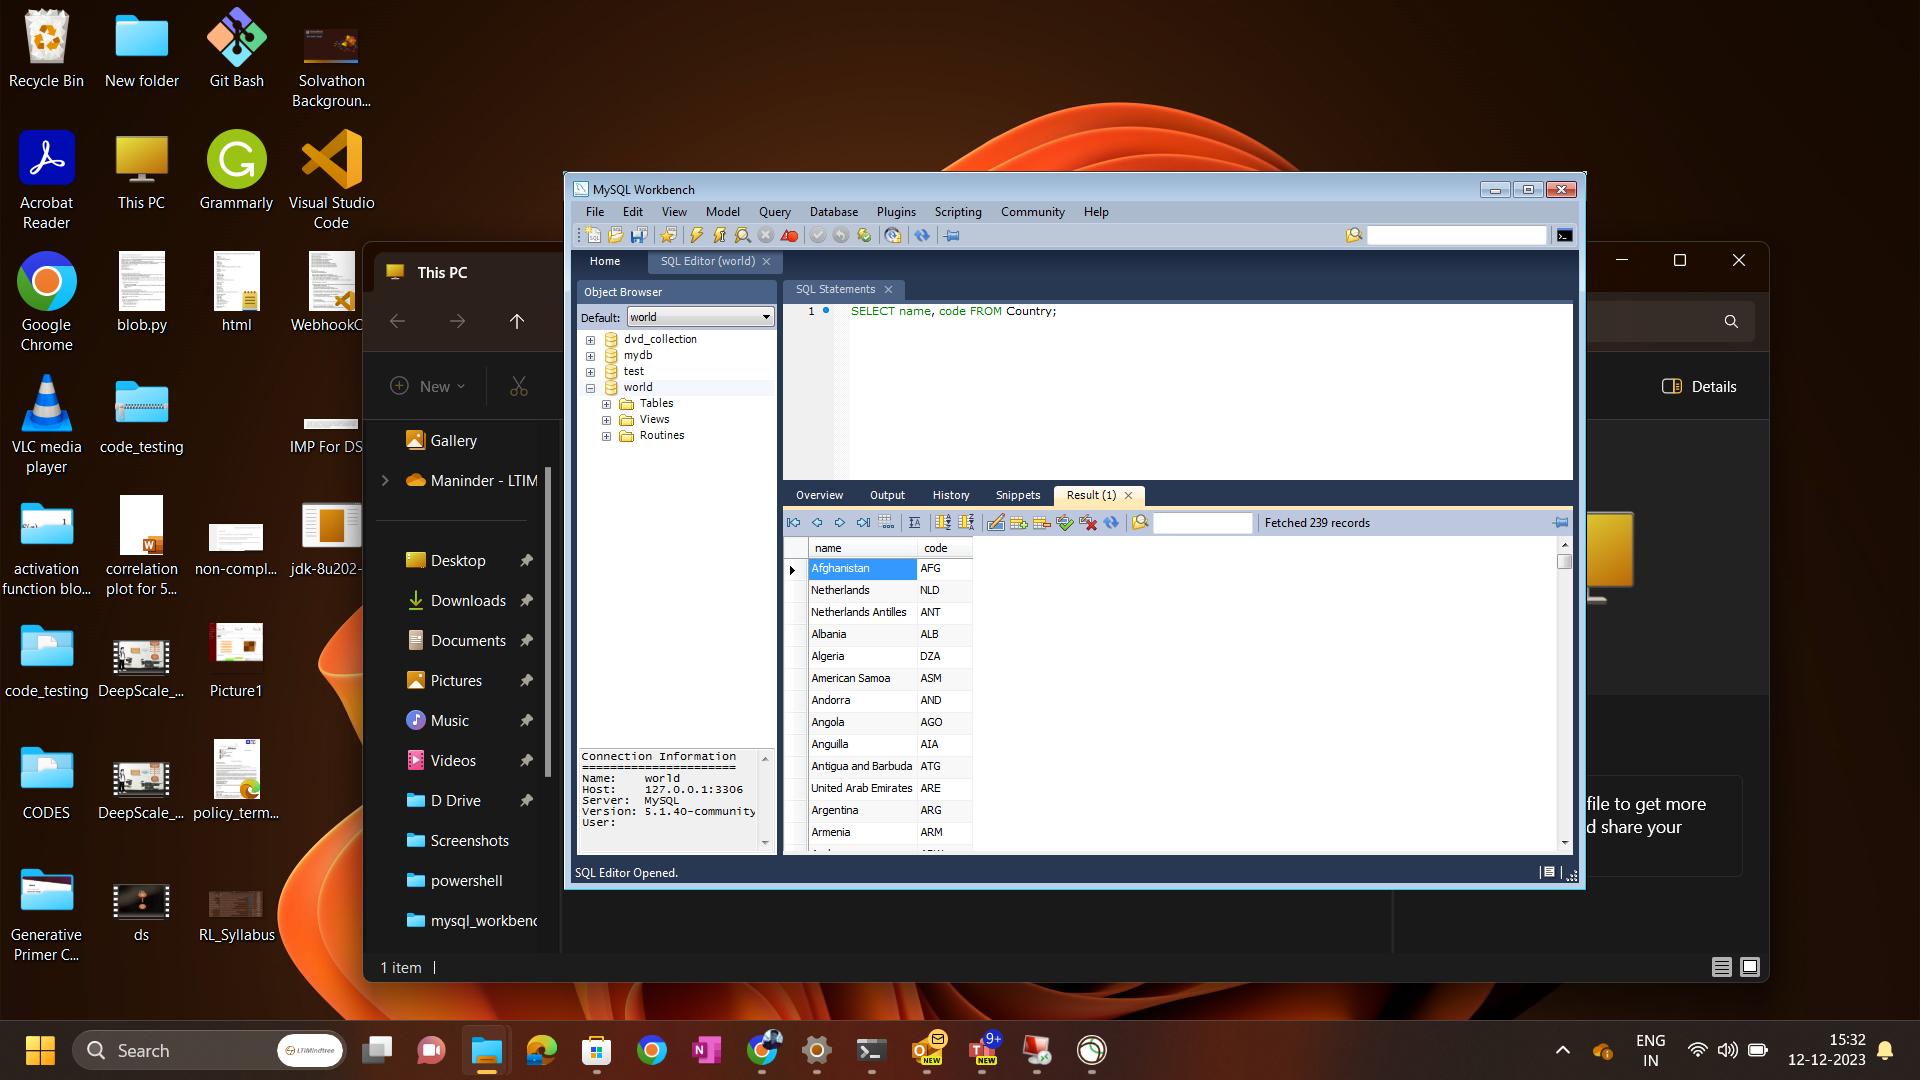 Recycle Bin
New folder
Git Bash
Solvathon
Backgroun...
Acrobat
Reader
This PC
Grammarly
Visual Studio
Code
Google
Chrome
blob.py
html
WebhookC
VLC media
player
code_testing
IMP For DS
activation
function blo...
correlation
plot for 5...
non-compl...
jdk-8u202-
code_testing
DeepScale_...
Picture1
CODES
DeepScale_...
policy_term...
Generative
Primer C...
ds
RL_Syllabus
This PC
New
Details
Gallery
Maninder - LTIM
Desktop
Downloads
Documents
Pictures
Music
Videos
D Drive
Screenshots
powershell
mysql_workbenc
1 item
file to get more
d share your
MySQL Workbench
File Edit View Model Query Database Plugins Scripting Community Help
Home
SQL Editor (world)
Object Browser
Default: world
dvd_collection
mydb
test
world
Tables
Views
Routines
SQL Statements
1 SELECT name, code FROM Country;
Overview Output History Snippets Result (1)
Fetched 239 records
name code
Afghanistan AFG
Netherlands NLD
Netherlands Antilles ANT
Albania ALB
Algeria DZA
American Samoa ASM
Andorra AND
Angola AGO
Anguilla AIA
Antigua and Barbuda ATG
United Arab Emirates ARE
Argentina ARG
Armenia ARM
Connection Information
======================
Name: world
Host: 127.0.0.1:3306
Server: MySQL
Version: 5.1.40-community
User:
SQL Editor Opened.
Search
LTIMindtree
NEW
9+
NEW
ENG
IN
15:32
12-12-2023